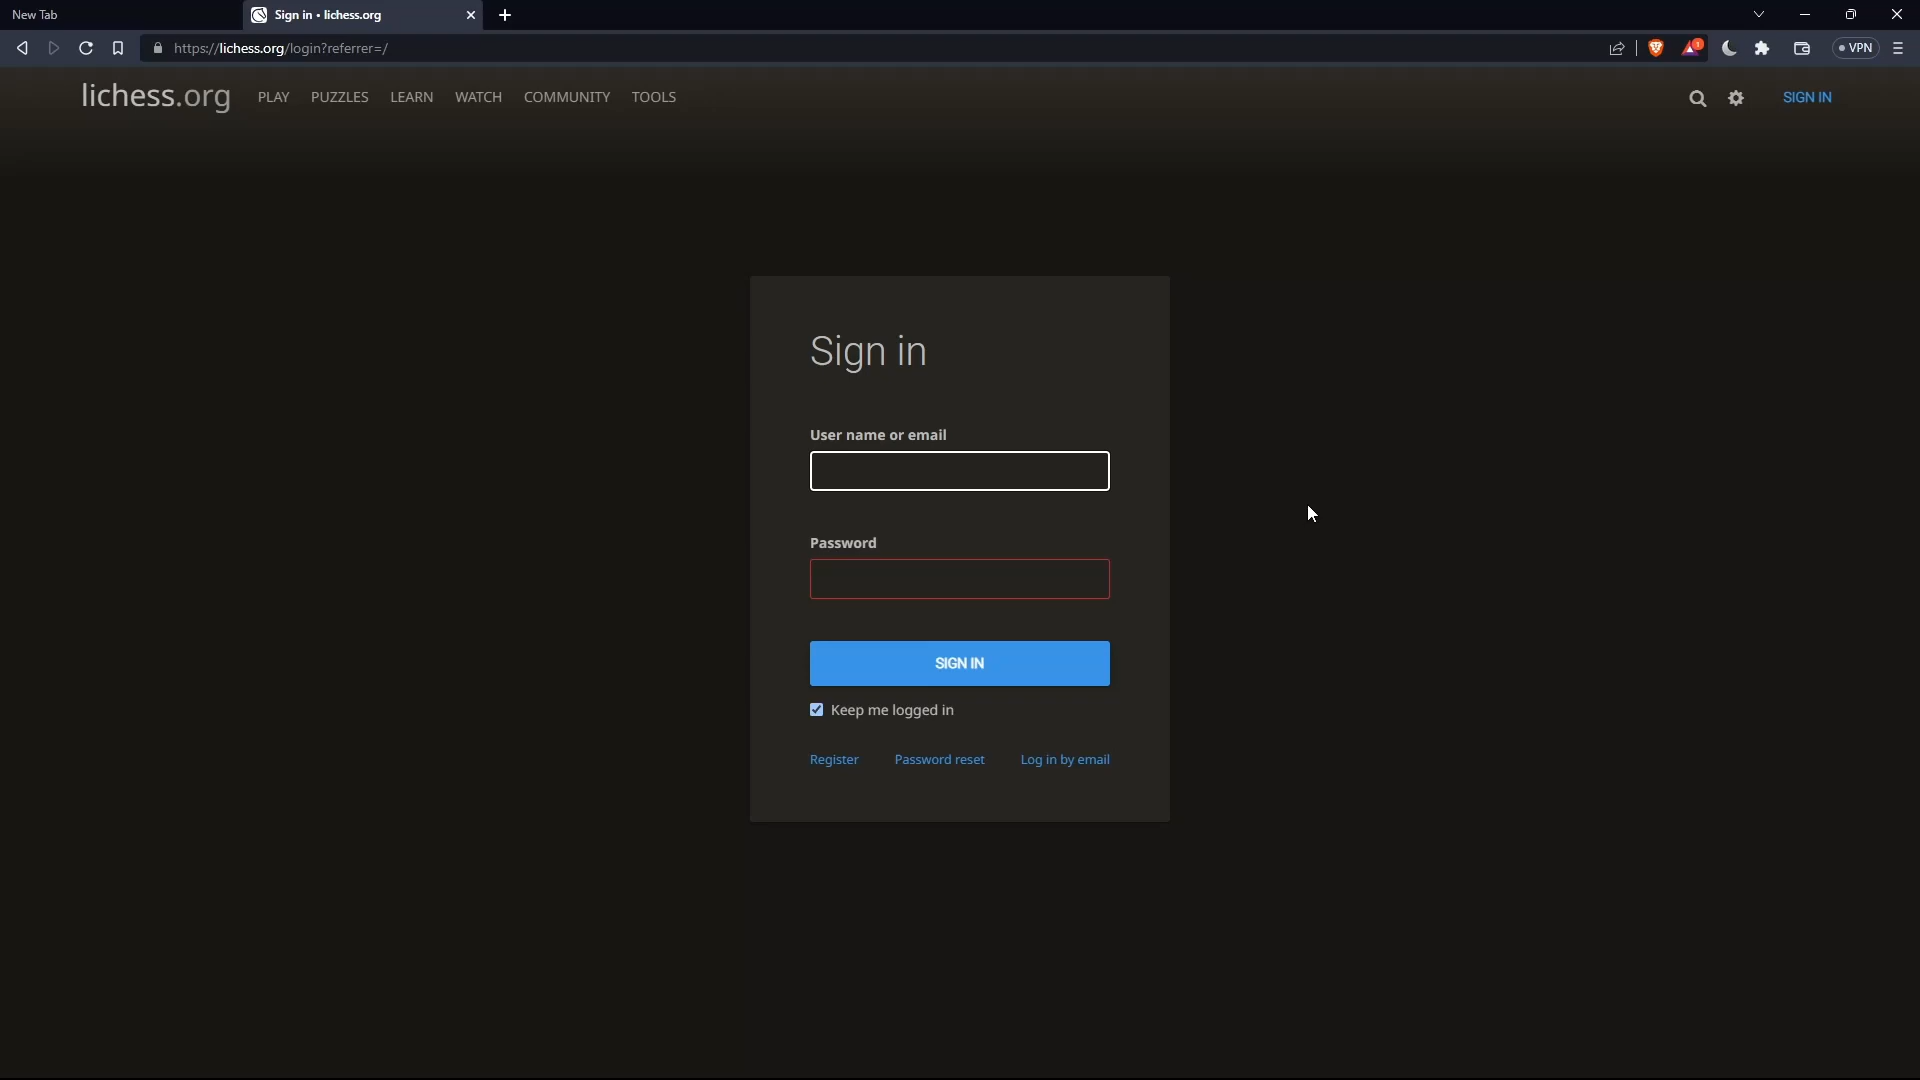 New Tab
Sign in • lichess.org
https://lichess.org/login?referrer=/
1
VPN
lichess.org PLAY PUZZLES LEARN WATCH COMMUNITY TOOLS SIGN IN
Sign in
User name or email
Password
SIGN IN
Keep me logged in
Register Password reset Log in by email